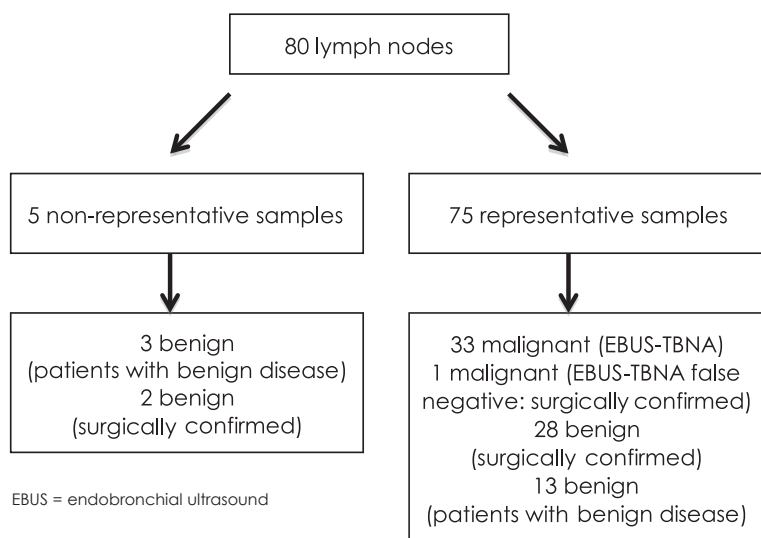 80 lymph nodes
5 non-representative samples
75 representative samples
3 benign
(patients with benign disease)
2 benign
(surgically confirmed)
33 malignant (EBUS-TBNA)
1 malignant (EBUS-TBNA false
negative: surgically confirmed)
28 benign
(surgically confirmed)
13 benign
(patients with benign disease)
EBUS = endobronchial ultrasound